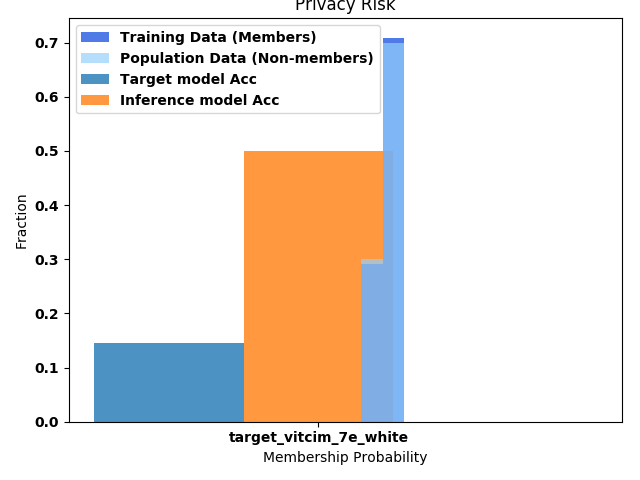 Privacy Risk
Training Data (Members)
Population Data (Non-members)
Target model Acc
Inference model Acc
0.7
0.6
0.5
0.4
0.3
0.2
0.1
0.0
Fraction
target_vitcim_7e_white
Membership Probability